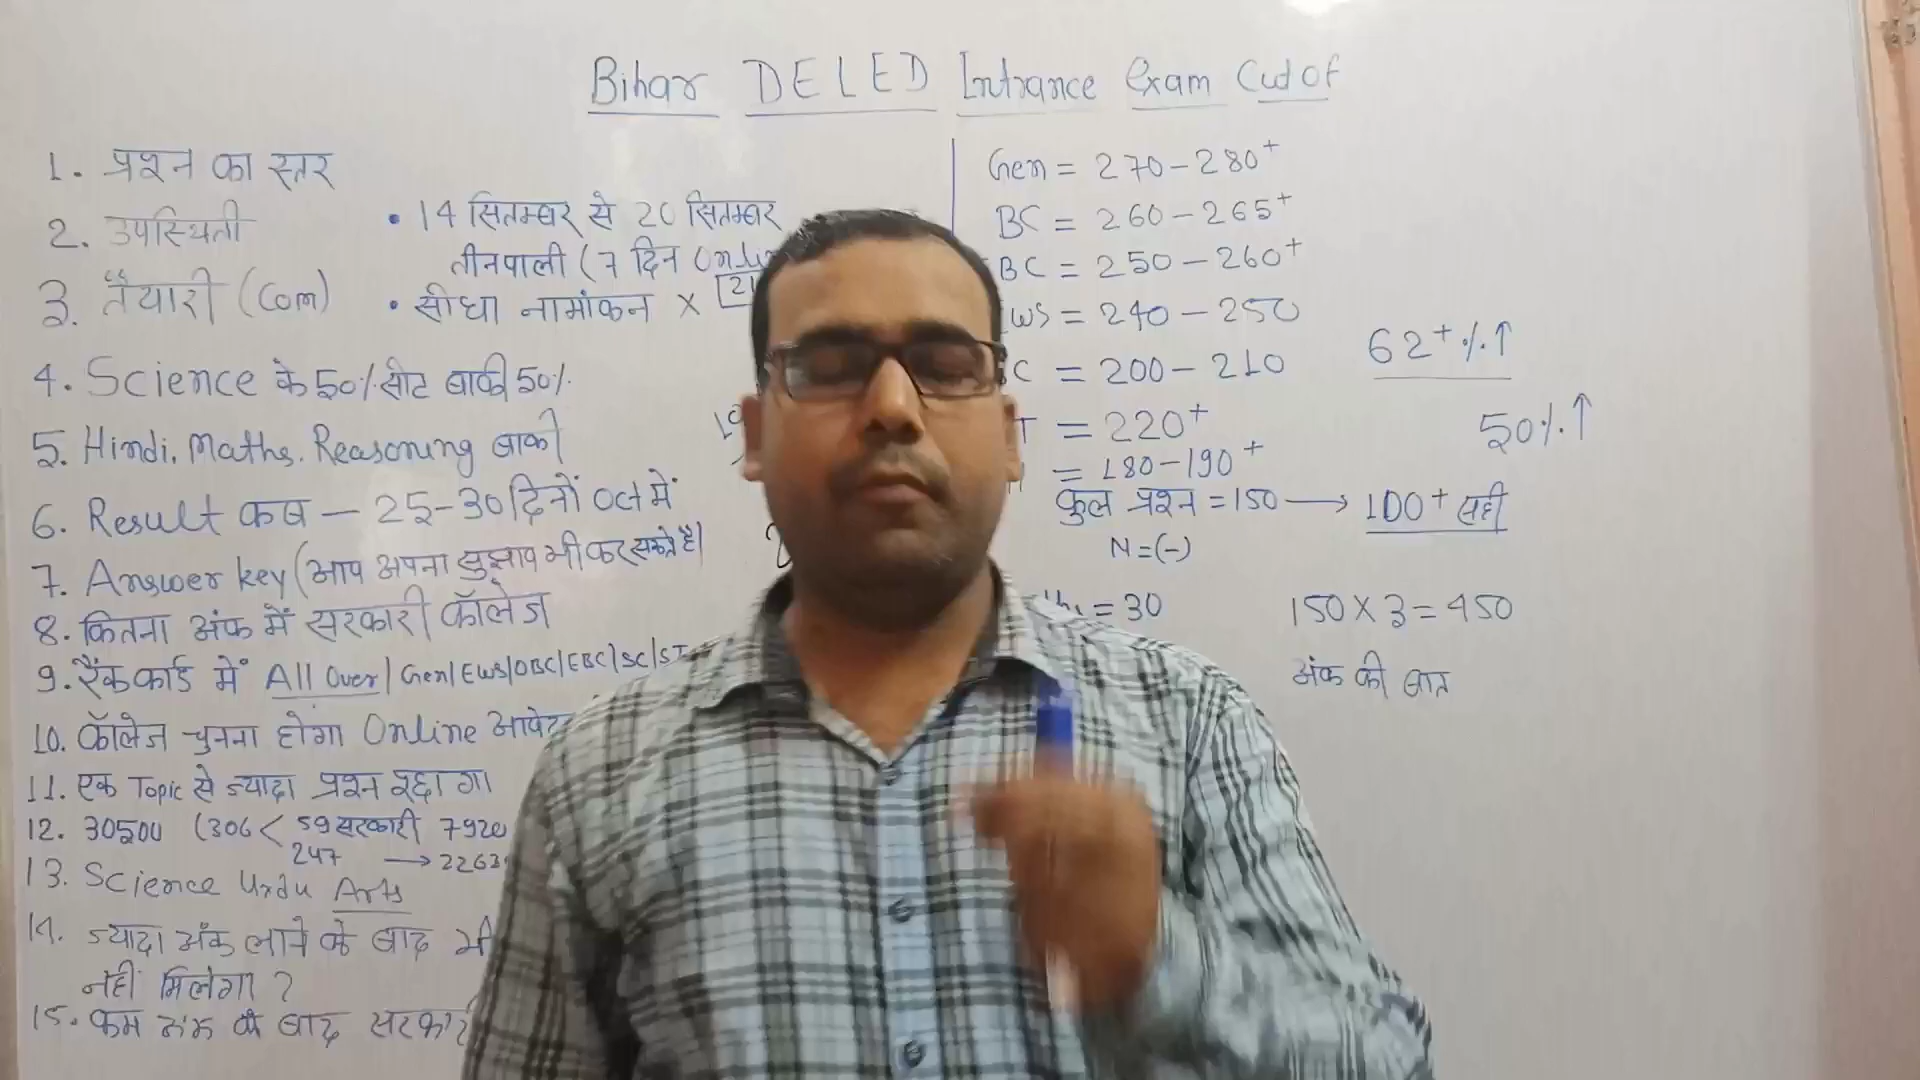 Bihar DELED Intrance Exam Cut Of
1. प्रश्न का स्तर
2. उपस्थिती
3. तैयारी (Com)
• 14 सितम्बर से 20 सितम्बर
तीनपाली (7 दिन Onlin
• सीधा नामांकन ×
4. Science के 50% सीट बाकी 50%
5. Hindi, Maths, Reasoning बाकी
6. Result कब — 25-30 दिनों Oct में
7. Answer key (आप अपना सुझाप भी कर सकते है)
8. कितना अंक में सरकारी कॉलेज
9. रैंक कार्ड में All Over/Gen/EWS/OBC/EBC/SC/ST
10. कॉलेज चुनना होगा Online आवेद
11. एक Topic से ज्यादा प्रश्न रहा गा
12. 30500 (306 < 59 सरकारी 7920
247 → 2263
13. Science Urdu Arts
14. ज्यादा अंक लाने के बाद भी
नहीं मिलेगा ?
15. कम अंक के बाद सरकारी
Gen = 270-280+
BC = 260-265+
BC = 250-260+
WS = 240-250
C = 200-210
T = 220+
= 180-190+
62+%↑
50%↑
कुल प्रश्न = 150 → 100+ सही
N=(-)
= 30
150×3=450
अंक की बात